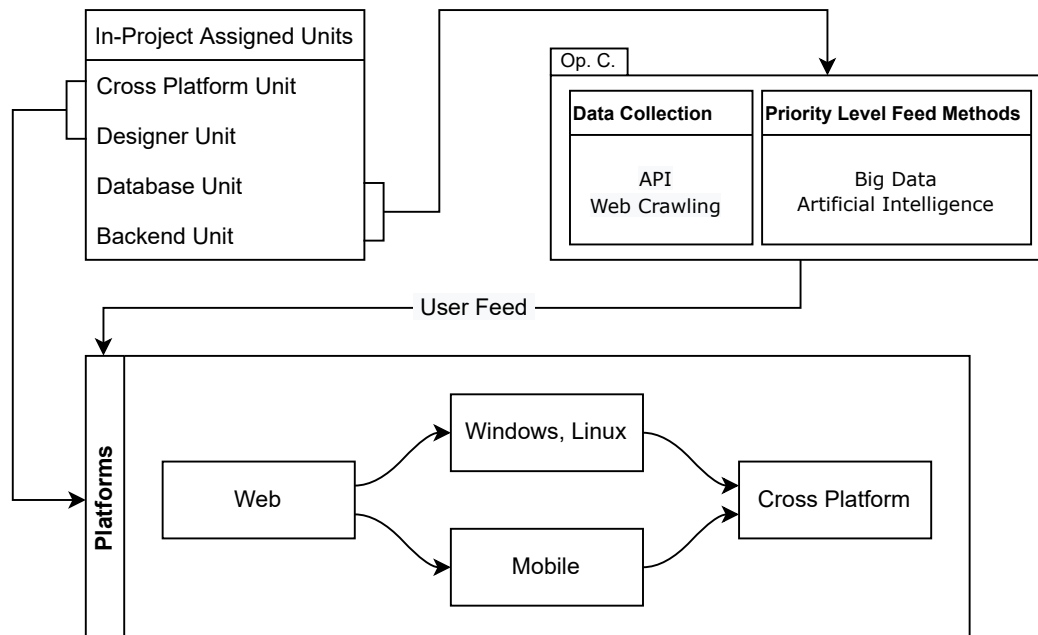 In-Project Assigned Units
Cross Platform Unit
Designer Unit
Database Unit
Backend Unit
Op. C.
Data Collection
API
Web Crawling
Priority Level Feed Methods
Big Data
Artificial Intelligence
User Feed
Platforms
Web
Windows, Linux
Mobile
Cross Platform